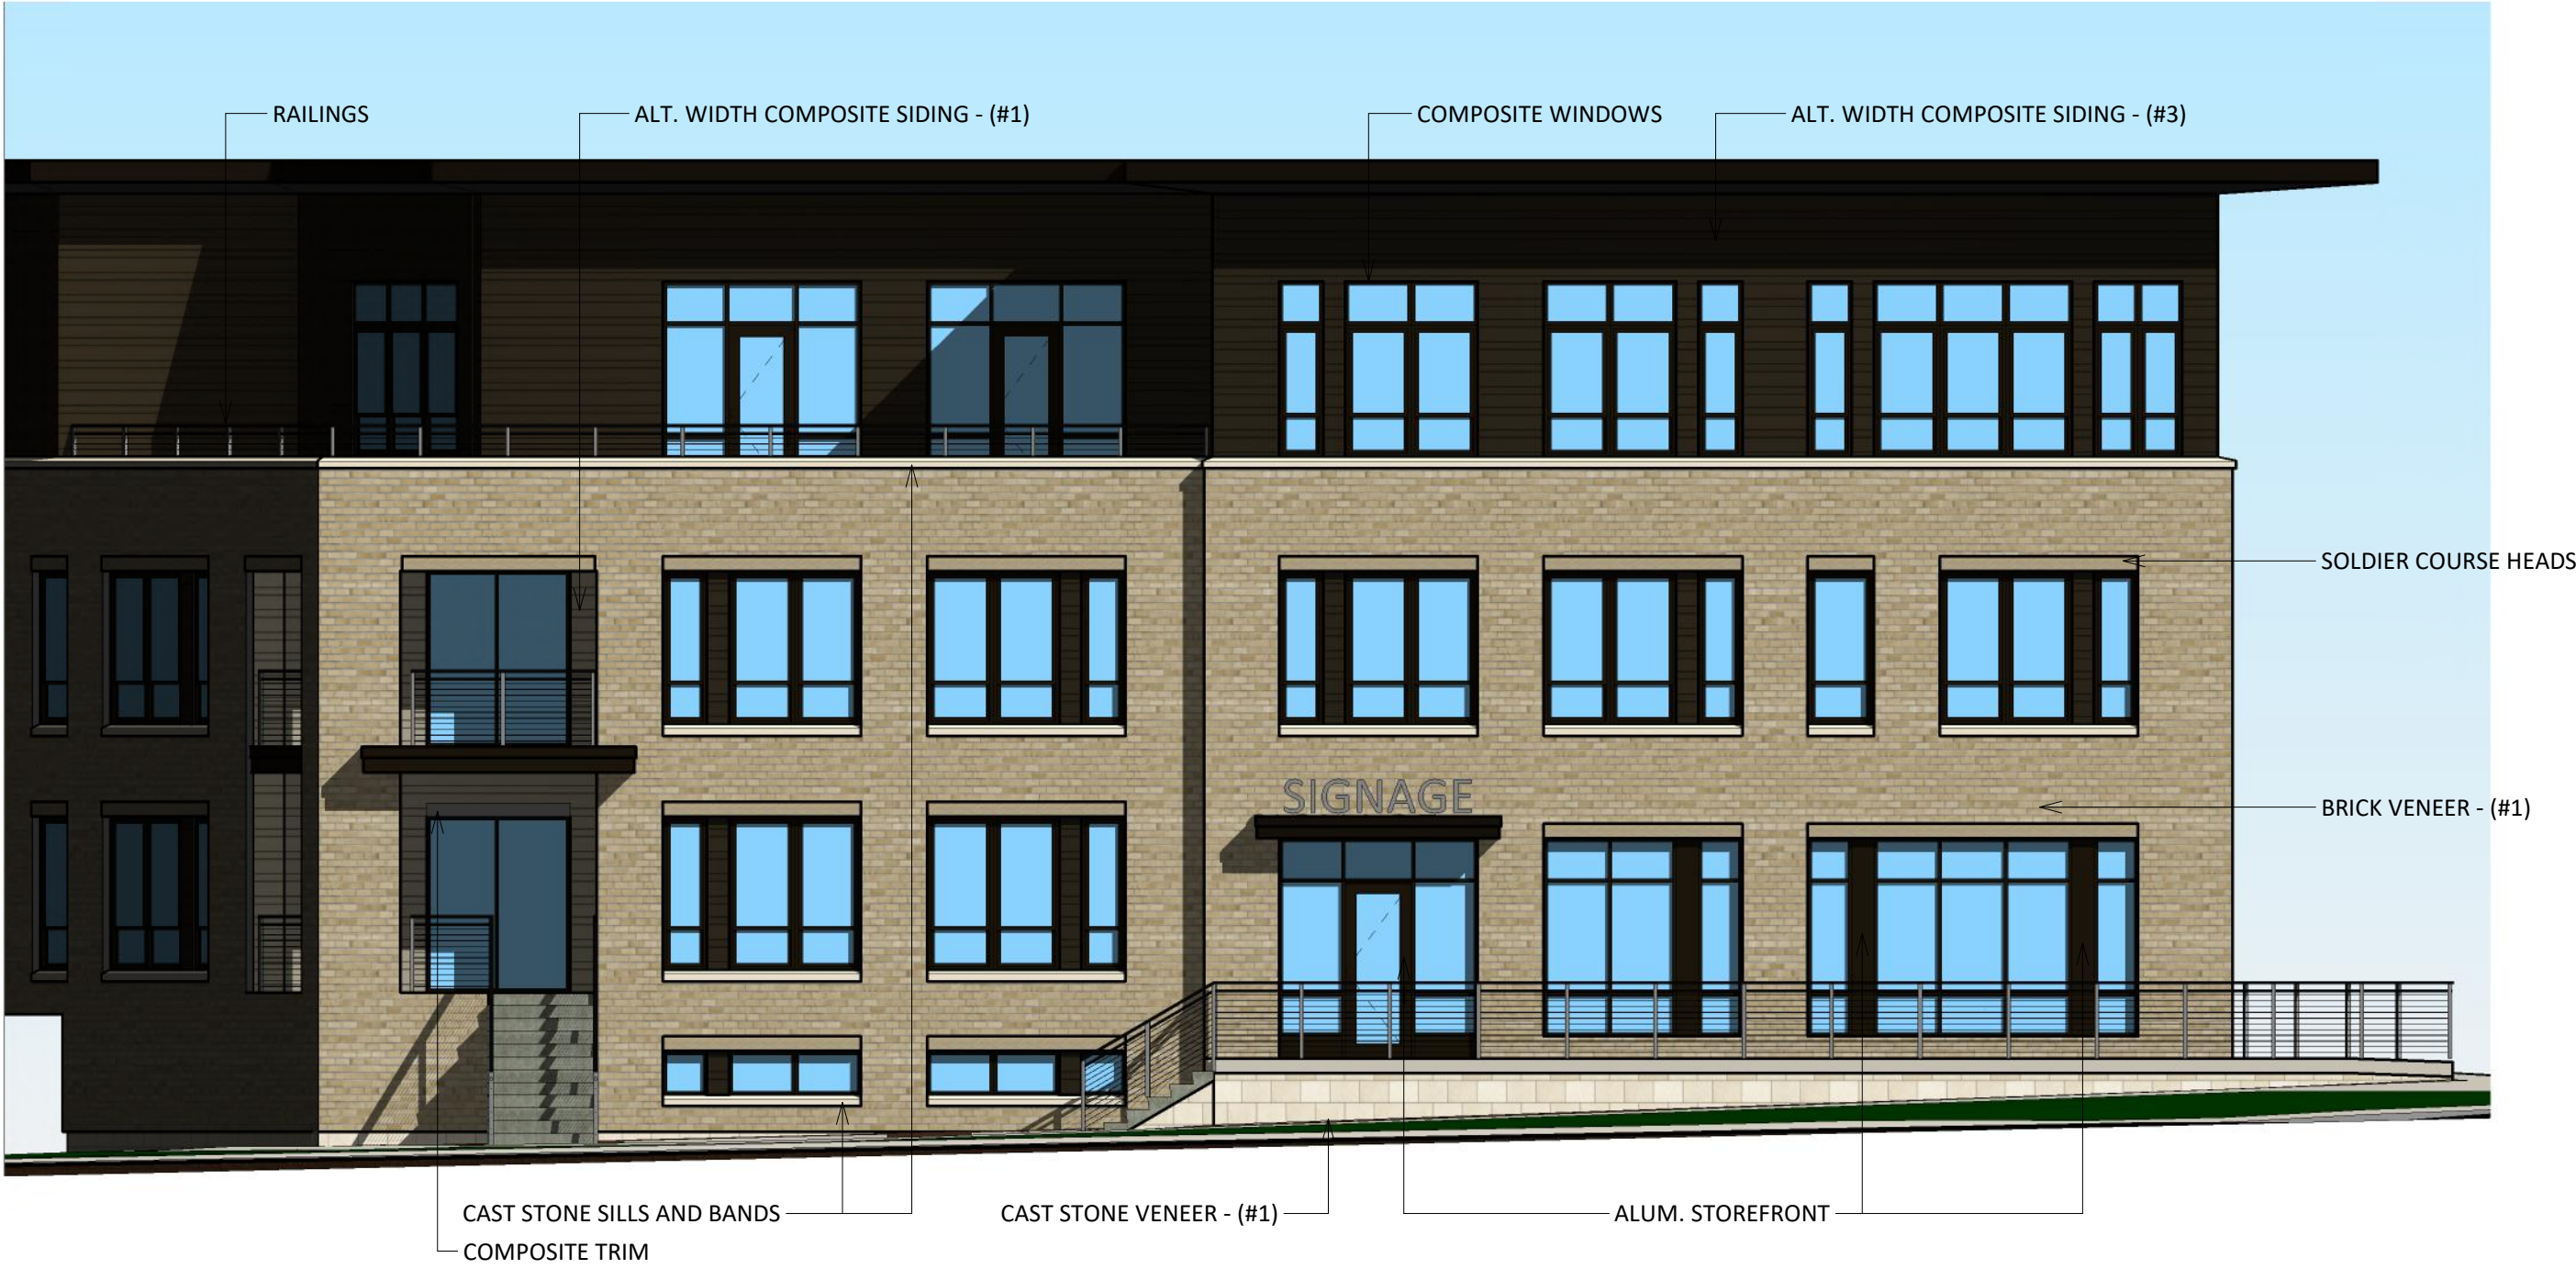 RAILINGS
ALT. WIDTH COMPOSITE SIDING - (#1)
COMPOSITE WINDOWS
ALT. WIDTH COMPOSITE SIDING - (#3)
SOLDIER COURSE HEADS
SIGNAGE
BRICK VENEER - (#1)
CAST STONE SILLS AND BANDS
CAST STONE VENEER - (#1)
ALUM. STOREFRONT
COMPOSITE TRIM